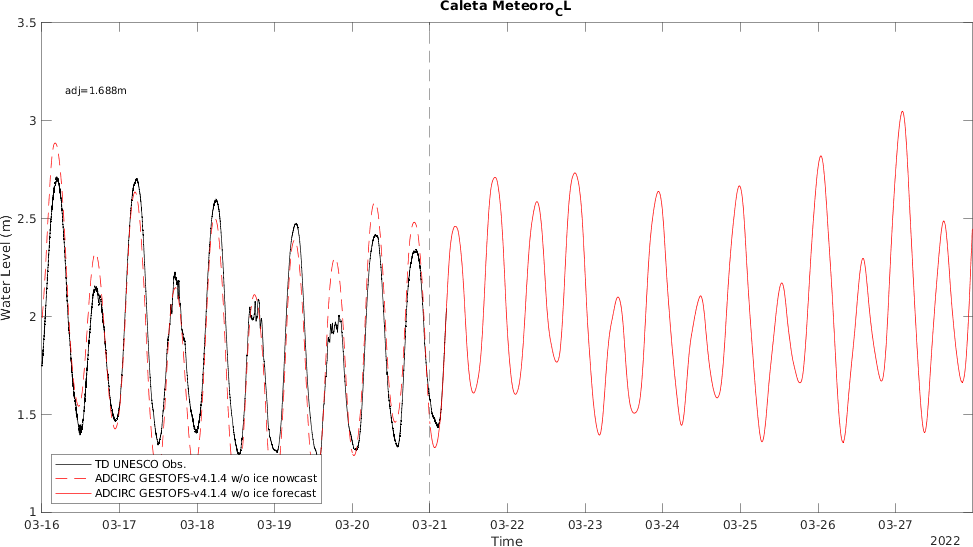 Caleta Meteoro_CL
3.5
adj=1.688m
3
2.5
Water Level (m)
2
1.5
TD UNESCO Obs.
ADCIRC GESTOFS-v4.1.4 w/o ice nowcast
ADCIRC GESTOFS-v4.1.4 w/o ice forecast
1
03-16 03-17 03-18 03-19 03-20 03-21 03-22 03-23 03-24 03-25 03-26 03-27
Time
2022